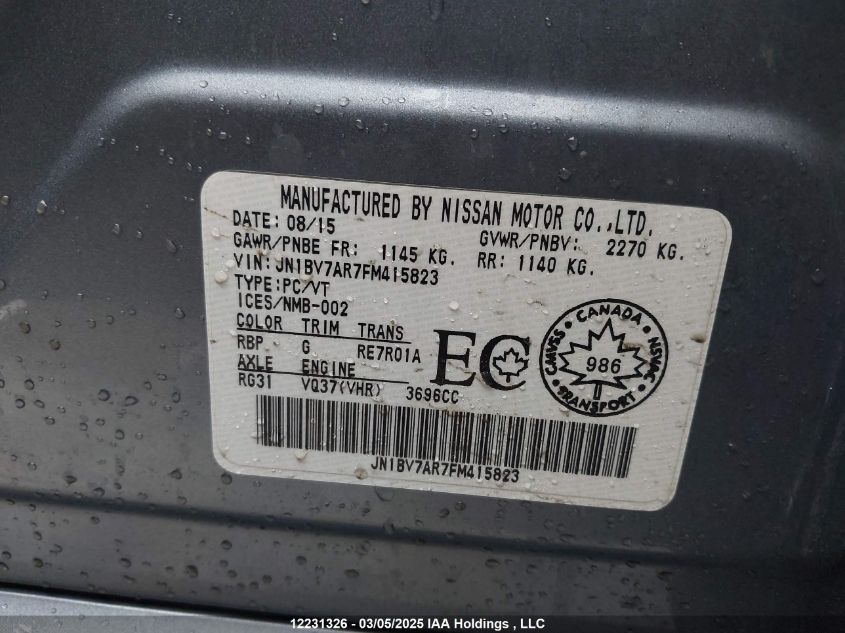 MANUFACTURED BY NISSAN MOTOR CO.,LTD.
DATE: 08/15 GVWR/PNBV: 2270 KG.
GAWR/PNBE FR: 1145 KG. RR: 1140 KG.
VIN: JN1BV7AR7FM415823
TYPE: PC/VT
ICES/NMB-002
COLOR TRIM TRANS
RBP G RE7R01A
AXLE ENGINE
RG31 VQ37(VHR) 3696CC
EC
CANADA
CMVSS 986 NSVAC
TRANSPORT
JN1BV7AR7FM415823
12231326 - 03/05/2025 IAA Holdings , LLC